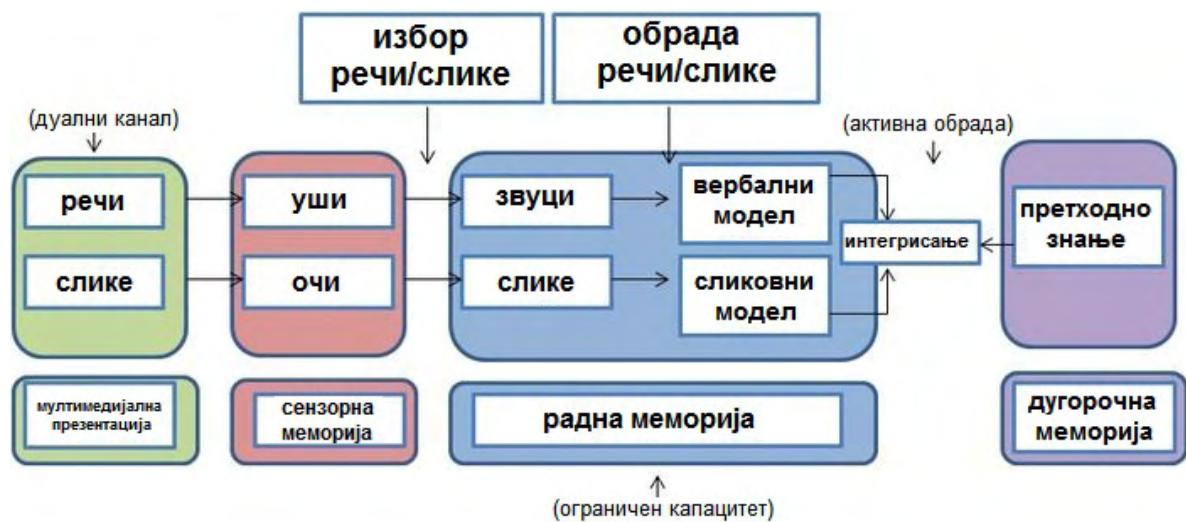 избор
речи/слике
обрада
речи/слике
(дуални канал)
(активна обрада)
речи
уши
звуци
вербални
модел
интегрисање
претходно
знање
слике
очи
слике
сликовни
модел
мултимедијална
презентација
сензорна
меморија
радна меморија
дугорочна
меморија
(ограничен капацитет)